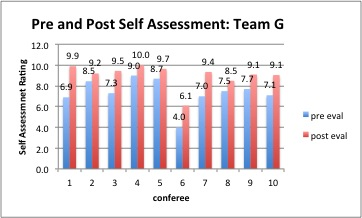 Pre and Post Self Assessment: Team G
12.0
10.0
8.0
6.0
4.0
2.0
0.0
Self Assessmnet Rating
6.9 9.9
8.5 9.2
7.3 9.5
9.0 10.0
8.7 9.7
4.0 6.1
7.0 9.4
7.5 8.5
7.7 9.1
7.1 9.1
1 2 3 4 5 6 7 8 9 10
conferee
pre eval
post eval